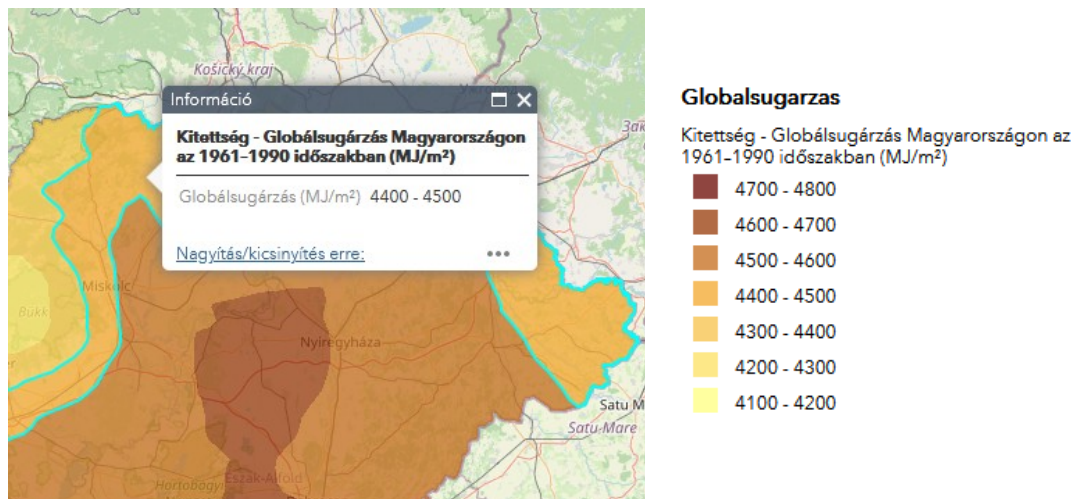 Košický kraj
Információ
Kitettség - Globálsugárzás Magyarországon
az 1961-1990 időszakban (MJ/m²)
Globálsugárzás (MJ/m²) 4400 - 4500
Nagyítás/kicsinyítés erre:
Miskolc
Bükk
Nyíregyháza
Satu M
Satu-Mare
Észak-Alföld
Hortobágyi
Globalsugarzas
Kitettség - Globálsugárzás Magyarországon az
1961-1990 időszakban (MJ/m²)
4700 - 4800
4600 - 4700
4500 - 4600
4400 - 4500
4300 - 4400
4200 - 4300
4100 - 4200